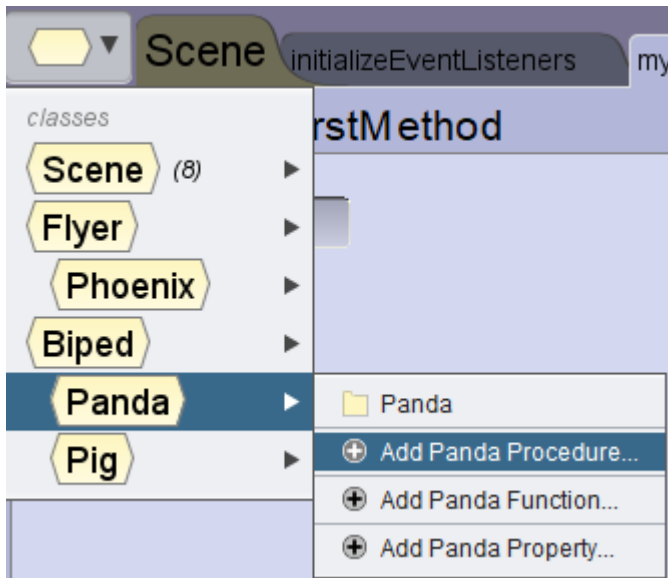 Scene initializeEventListeners my
classes
rstMethod
Scene (8)
Flyer
Phoenix
Biped
Panda
Panda
Add Panda Procedure...
Pig
Add Panda Function...
Add Panda Property...